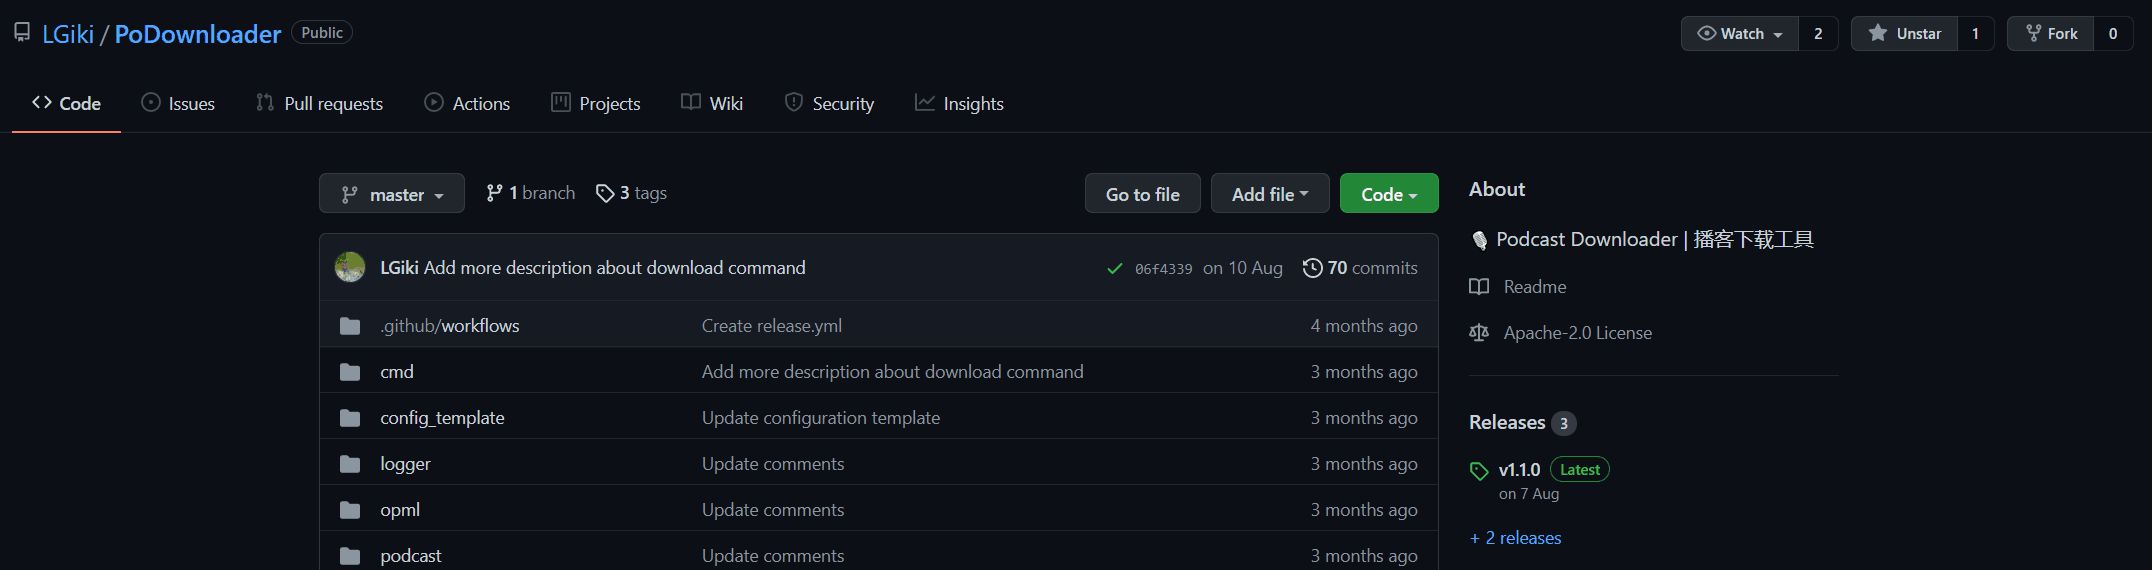 LGiki / PoDownloader Public
Watch 2 Unstar 1 Fork 0
Code Issues Pull requests Actions Projects Wiki Security Insights
master 1 branch 3 tags Go to file Add file Code
LGiki Add more description about download command 06f4339 on 10 Aug 70 commits
.github/workflows Create release.yml 4 months ago
cmd Add more description about download command 3 months ago
config_template Update configuration template 3 months ago
logger Update comments 3 months ago
opml Update comments 3 months ago
podcast Update comments 3 months ago
About
Podcast Downloader | 播客下载工具
Readme
Apache-2.0 License
Releases 3
v1.1.0 Latest
on 7 Aug
+ 2 releases